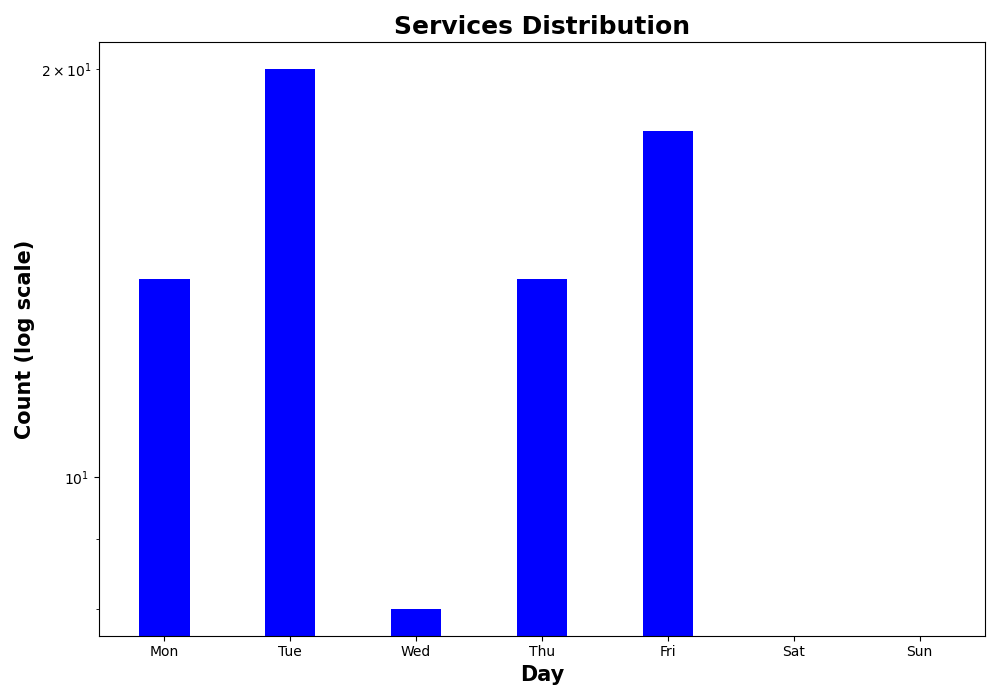 Services Distribution
Count (log scale)
2 × 10¹
10¹
Mon Tue Wed Thu Fri Sat Sun
Day